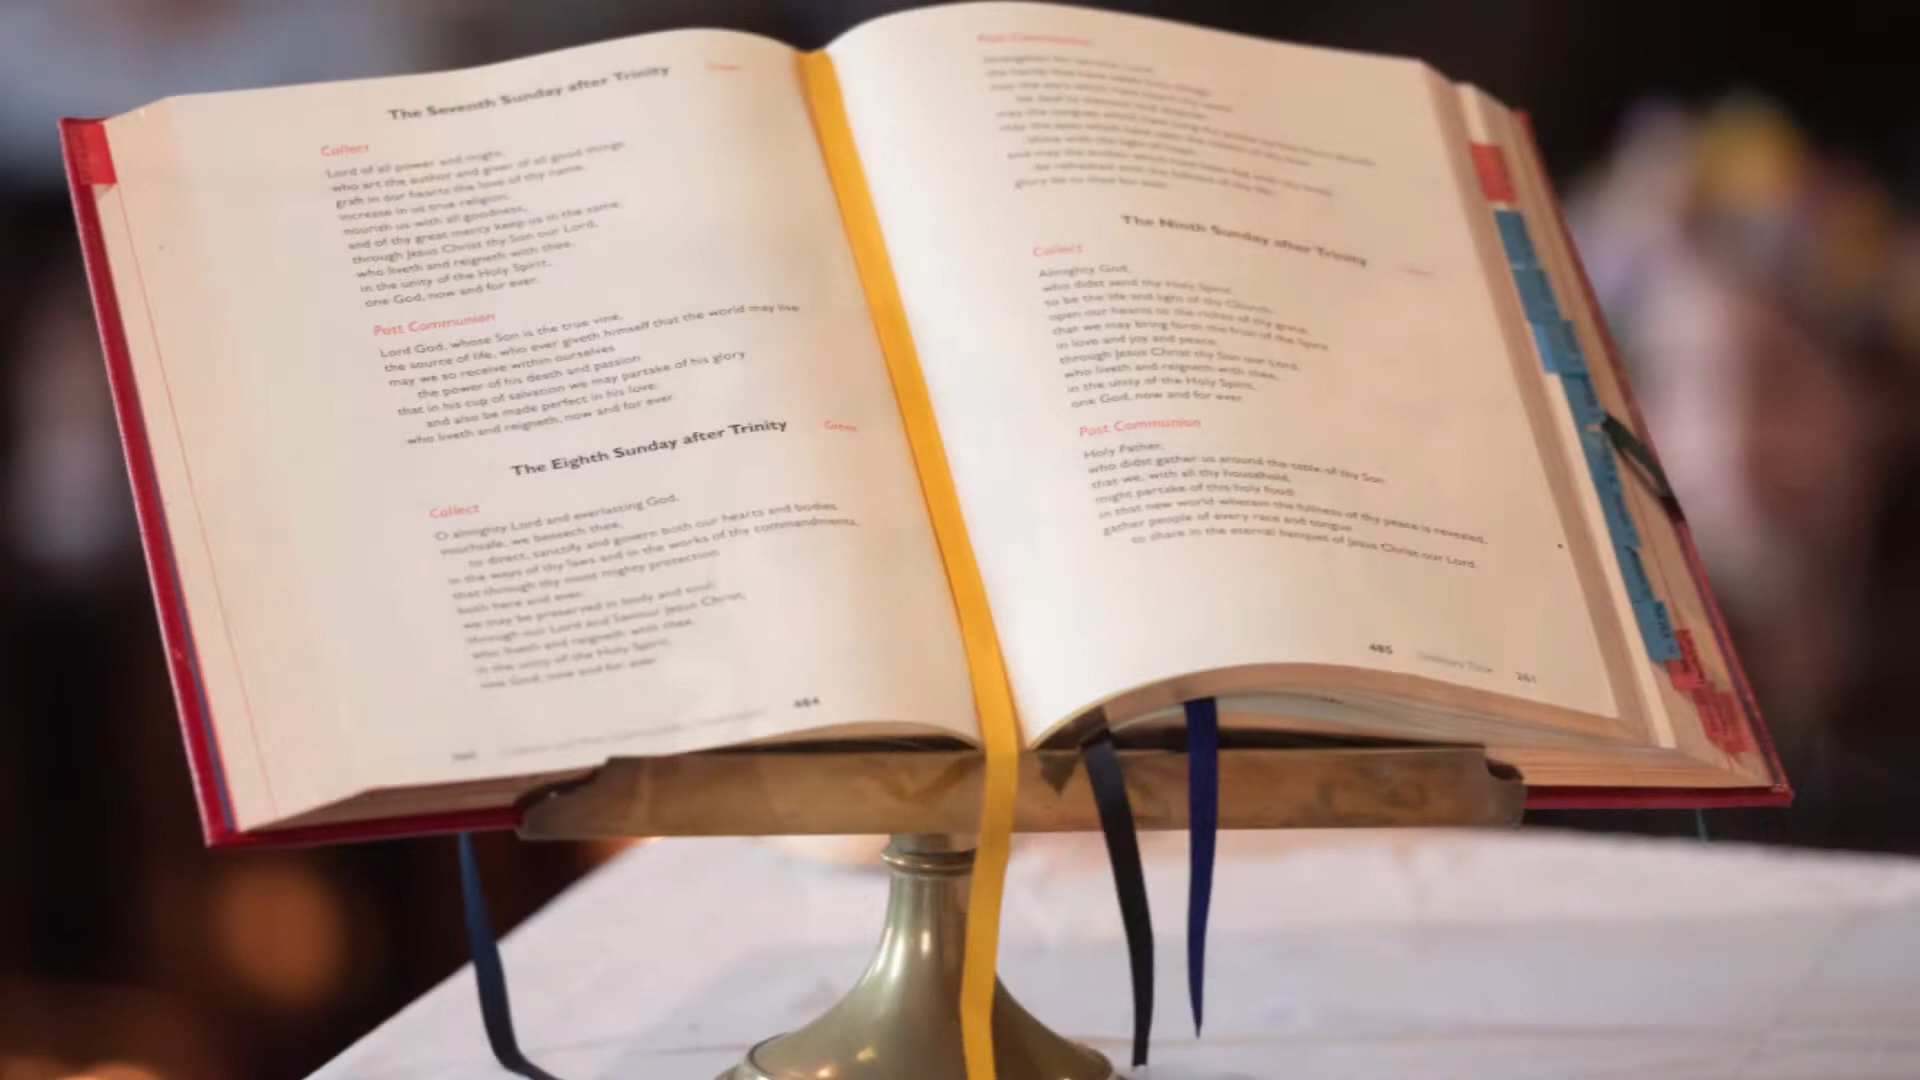 The Seventh Sunday after Trinity
Green
Collect
Lord of all power and might,
who art the author and giver of all good things:
graft in our hearts the love of thy name,
increase in us true religion,
nourish us with all goodness,
and of thy great mercy keep us in the same;
through Jesus Christ thy Son our Lord,
who liveth and reigneth with thee,
in the unity of the Holy Spirit,
one God, now and for ever.
Post Communion
Lord God, whose Son is the true vine,
the source of life, who ever giveth himself that the world may live
may we so receive within ourselves
the power of his death and passion
that in his cup of salvation we may partake of his glory
and also be made perfect in his love;
who liveth and reigneth, now and for ever.
The Eighth Sunday after Trinity
Green
Collect
O almighty Lord and everlasting God,
vouchsafe, we beseech thee,
to direct, sanctify and govern both our hearts and bodies
in the ways of thy laws and in the works of thy commandments,
that through thy most mighty protection,
both here and ever,
we may be preserved in body and soul;
through our Lord and Saviour Jesus Christ,
who liveth and reigneth with thee,
in the unity of the Holy Spirit,
one God, now and for ever.
484
Post Communion
glory be to thee for ever.
The Ninth Sunday after Trinity
Collect
Almighty God,
who didst send thy Holy Spirit
to be the life and light of thy Church:
open our hearts to the riches of thy grace,
that we may bring forth the fruit of the Spirit
in love and joy and peace;
through Jesus Christ thy Son our Lord,
who liveth and reigneth with thee,
in the unity of the Holy Spirit,
one God, now and for ever.
Post Communion
Holy Father,
who didst gather us around the table of thy Son
that we, with all thy household,
might partake of this holy food:
in that new world wherein the fullness of thy peace is revealed,
gather people of every race and tongue
to share in the eternal banquet of Jesus Christ our Lord.
485
Ordinary Time
261